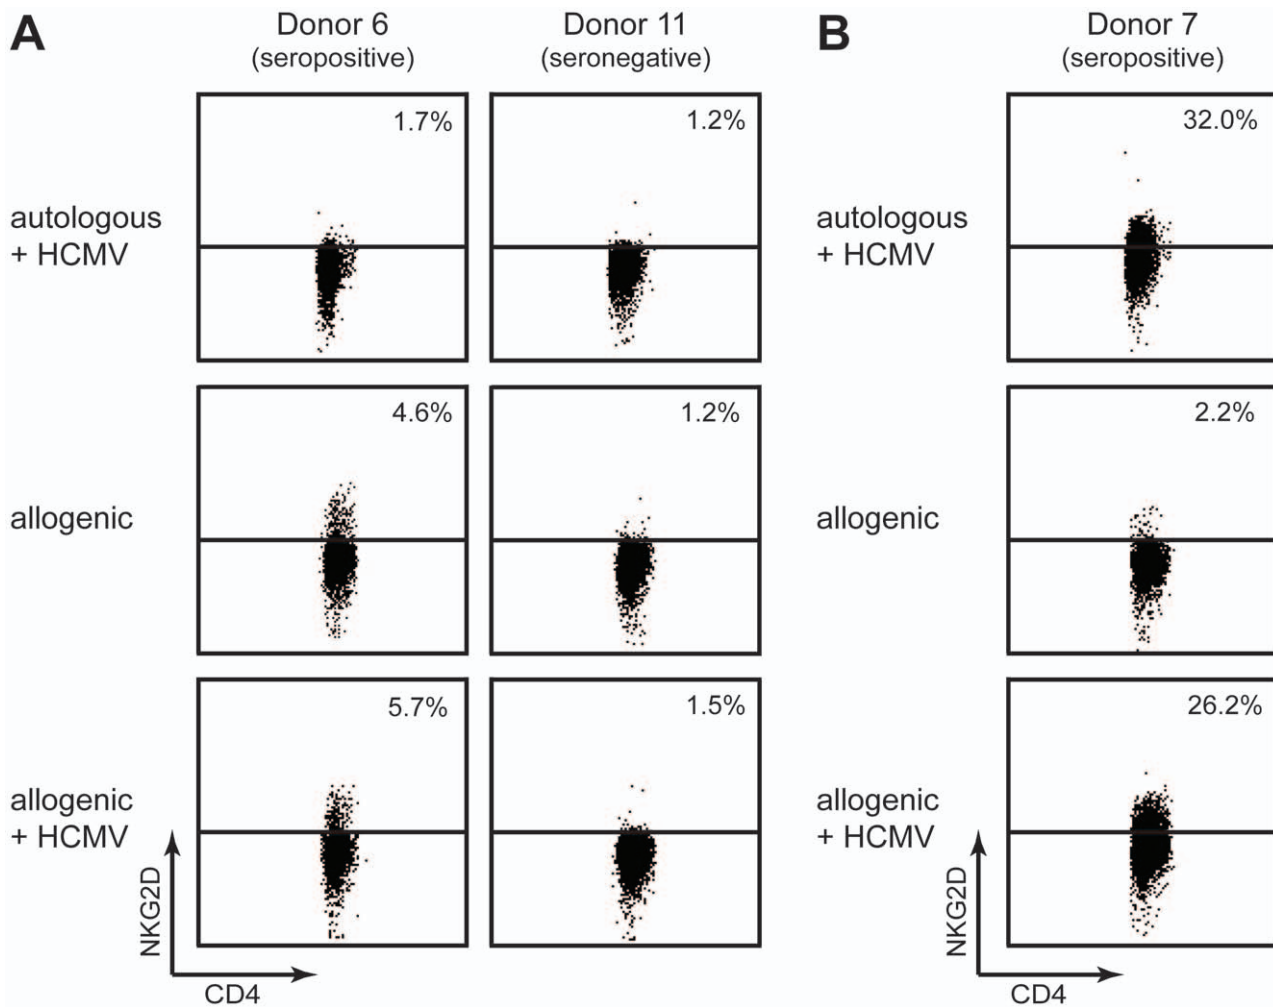 A
Donor 6
(seropositive)
Donor 11
(seronegative)
B
Donor 7
(seropositive)
autologous
+ HCMV
1.7%
1.2%
autologous
+ HCMV
32.0%
allogenic
4.6%
1.2%
allogenic
2.2%
allogenic
+ HCMV
5.7%
1.5%
allogenic
+ HCMV
26.2%
NKG2D
CD4
NKG2D
CD4